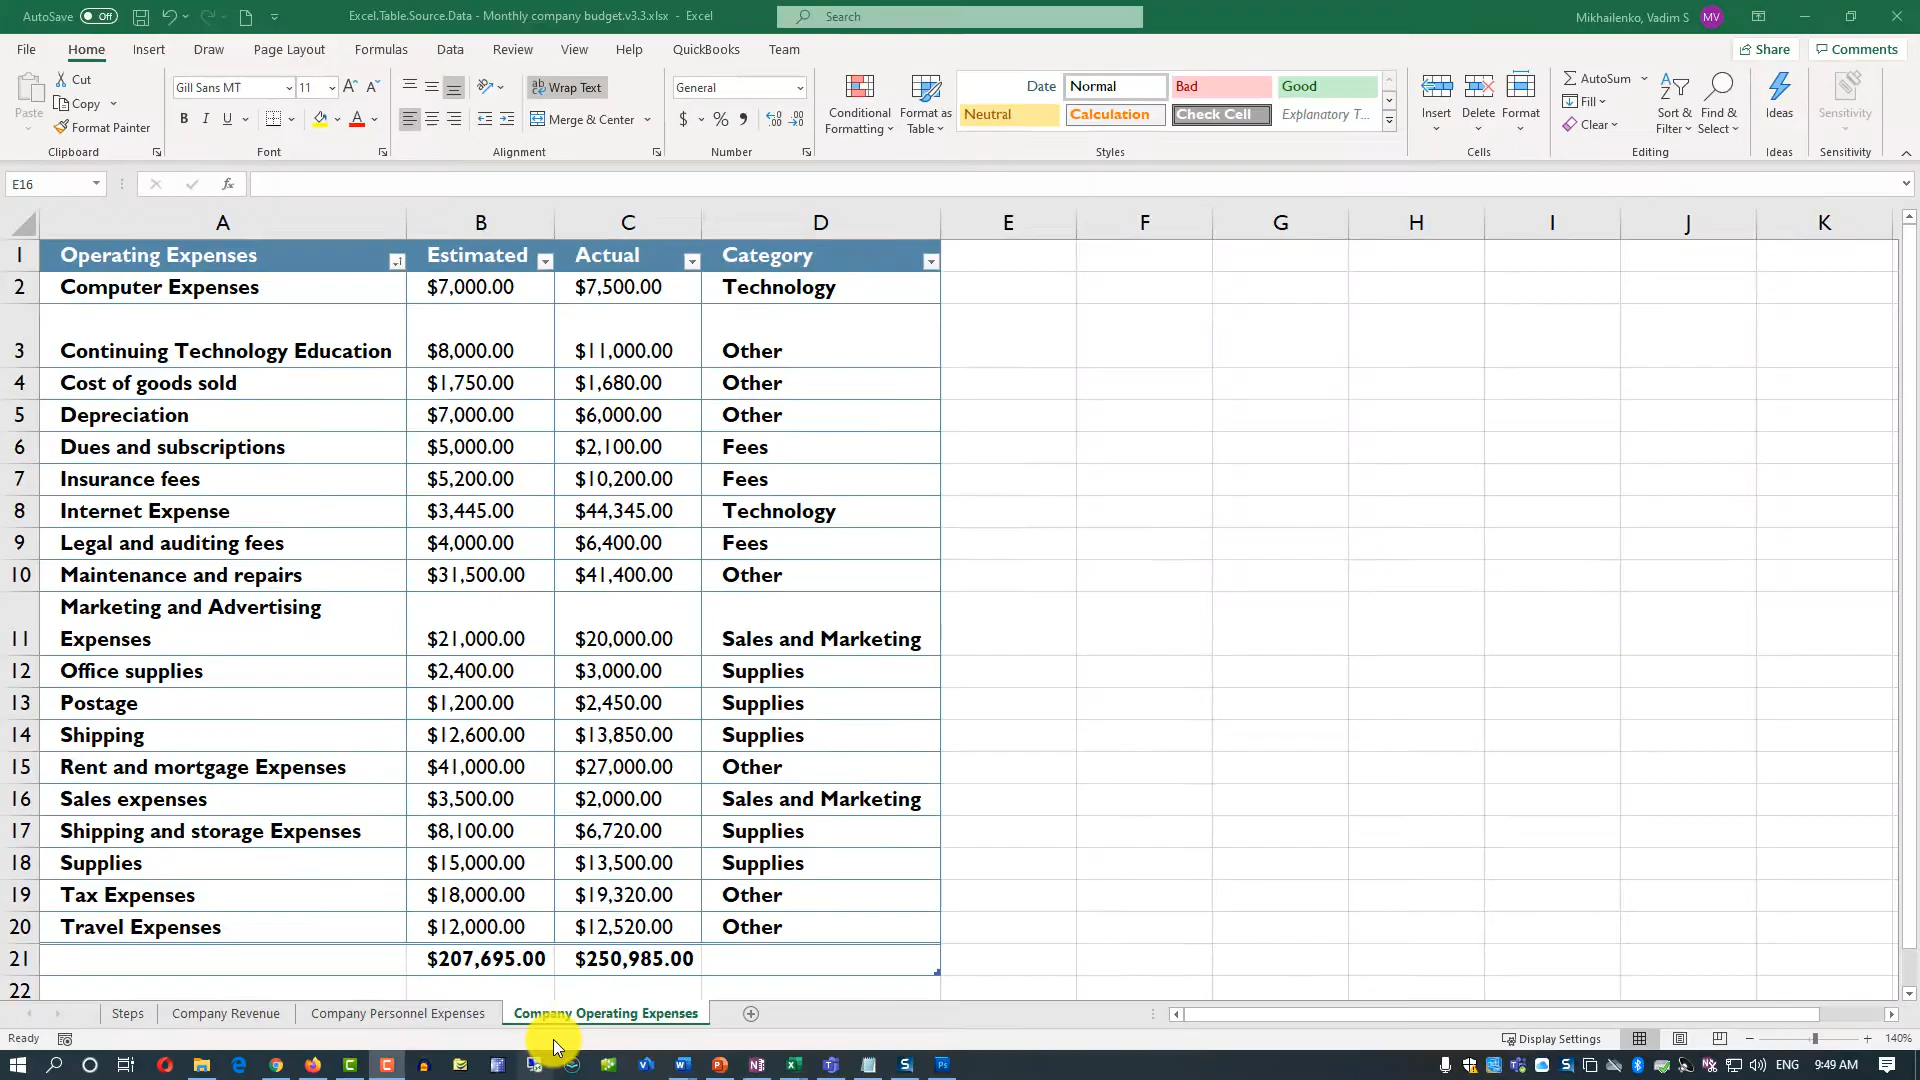 AutoSave Off Excel.Table.Source.Data - Monthly company budget.v3.3.xlsx - Excel Search Mikhailenko, Vadim S MV
File Home Insert Draw Page Layout Formulas Data Review View Help QuickBooks Team Share Comments
Paste Cut Copy Format Painter
Gill Sans MT 11 B I U A
Wrap Text Merge & Center
General $ %
Conditional Formatting Format as Table
Date Normal Bad Good
Neutral Calculation Check Cell Explanatory T...
Insert Delete Format
AutoSum Fill Clear
Sort & Filter Find & Select Ideas Sensitivity
Clipboard Font Alignment Number Styles Cells Editing Ideas Sensitivity
E16 fx
A B C D E F G H I J K
1 Operating Expenses Estimated Actual Category
2 Computer Expenses $7,000.00 $7,500.00 Technology
3 Continuing Technology Education $8,000.00 $11,000.00 Other
4 Cost of goods sold $1,750.00 $1,680.00 Other
5 Depreciation $7,000.00 $6,000.00 Other
6 Dues and subscriptions $5,000.00 $2,100.00 Fees
7 Insurance fees $5,200.00 $10,200.00 Fees
8 Internet Expense $3,445.00 $44,345.00 Technology
9 Legal and auditing fees $4,000.00 $6,400.00 Fees
10 Maintenance and repairs $31,500.00 $41,400.00 Other
Marketing and Advertising
11 Expenses $21,000.00 $20,000.00 Sales and Marketing
12 Office supplies $2,400.00 $3,000.00 Supplies
13 Postage $1,200.00 $2,450.00 Supplies
14 Shipping $12,600.00 $13,850.00 Supplies
15 Rent and mortgage Expenses $41,000.00 $27,000.00 Other
16 Sales expenses $3,500.00 $2,000.00 Sales and Marketing
17 Shipping and storage Expenses $8,100.00 $6,720.00 Supplies
18 Supplies $15,000.00 $13,500.00 Supplies
19 Tax Expenses $18,000.00 $19,320.00 Other
20 Travel Expenses $12,000.00 $12,520.00 Other
21 $207,695.00 $250,985.00
22
Steps Company Revenue Company Personnel Expenses Company Operating Expenses
Ready Display Settings 140%
ENG 9:49 AM